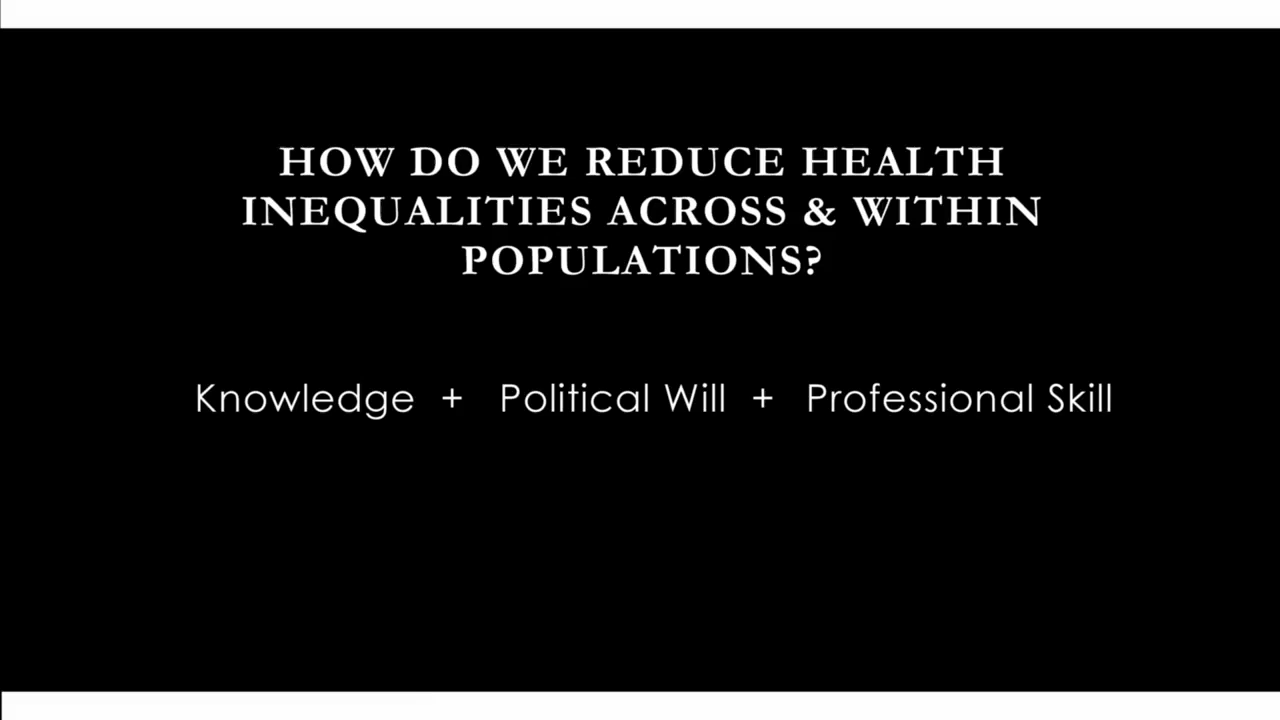 HOW DO WE REDUCE HEALTH
INEQUALITIES ACROSS & WITHIN
POPULATIONS?
Knowledge + Political Will + Professional Skill